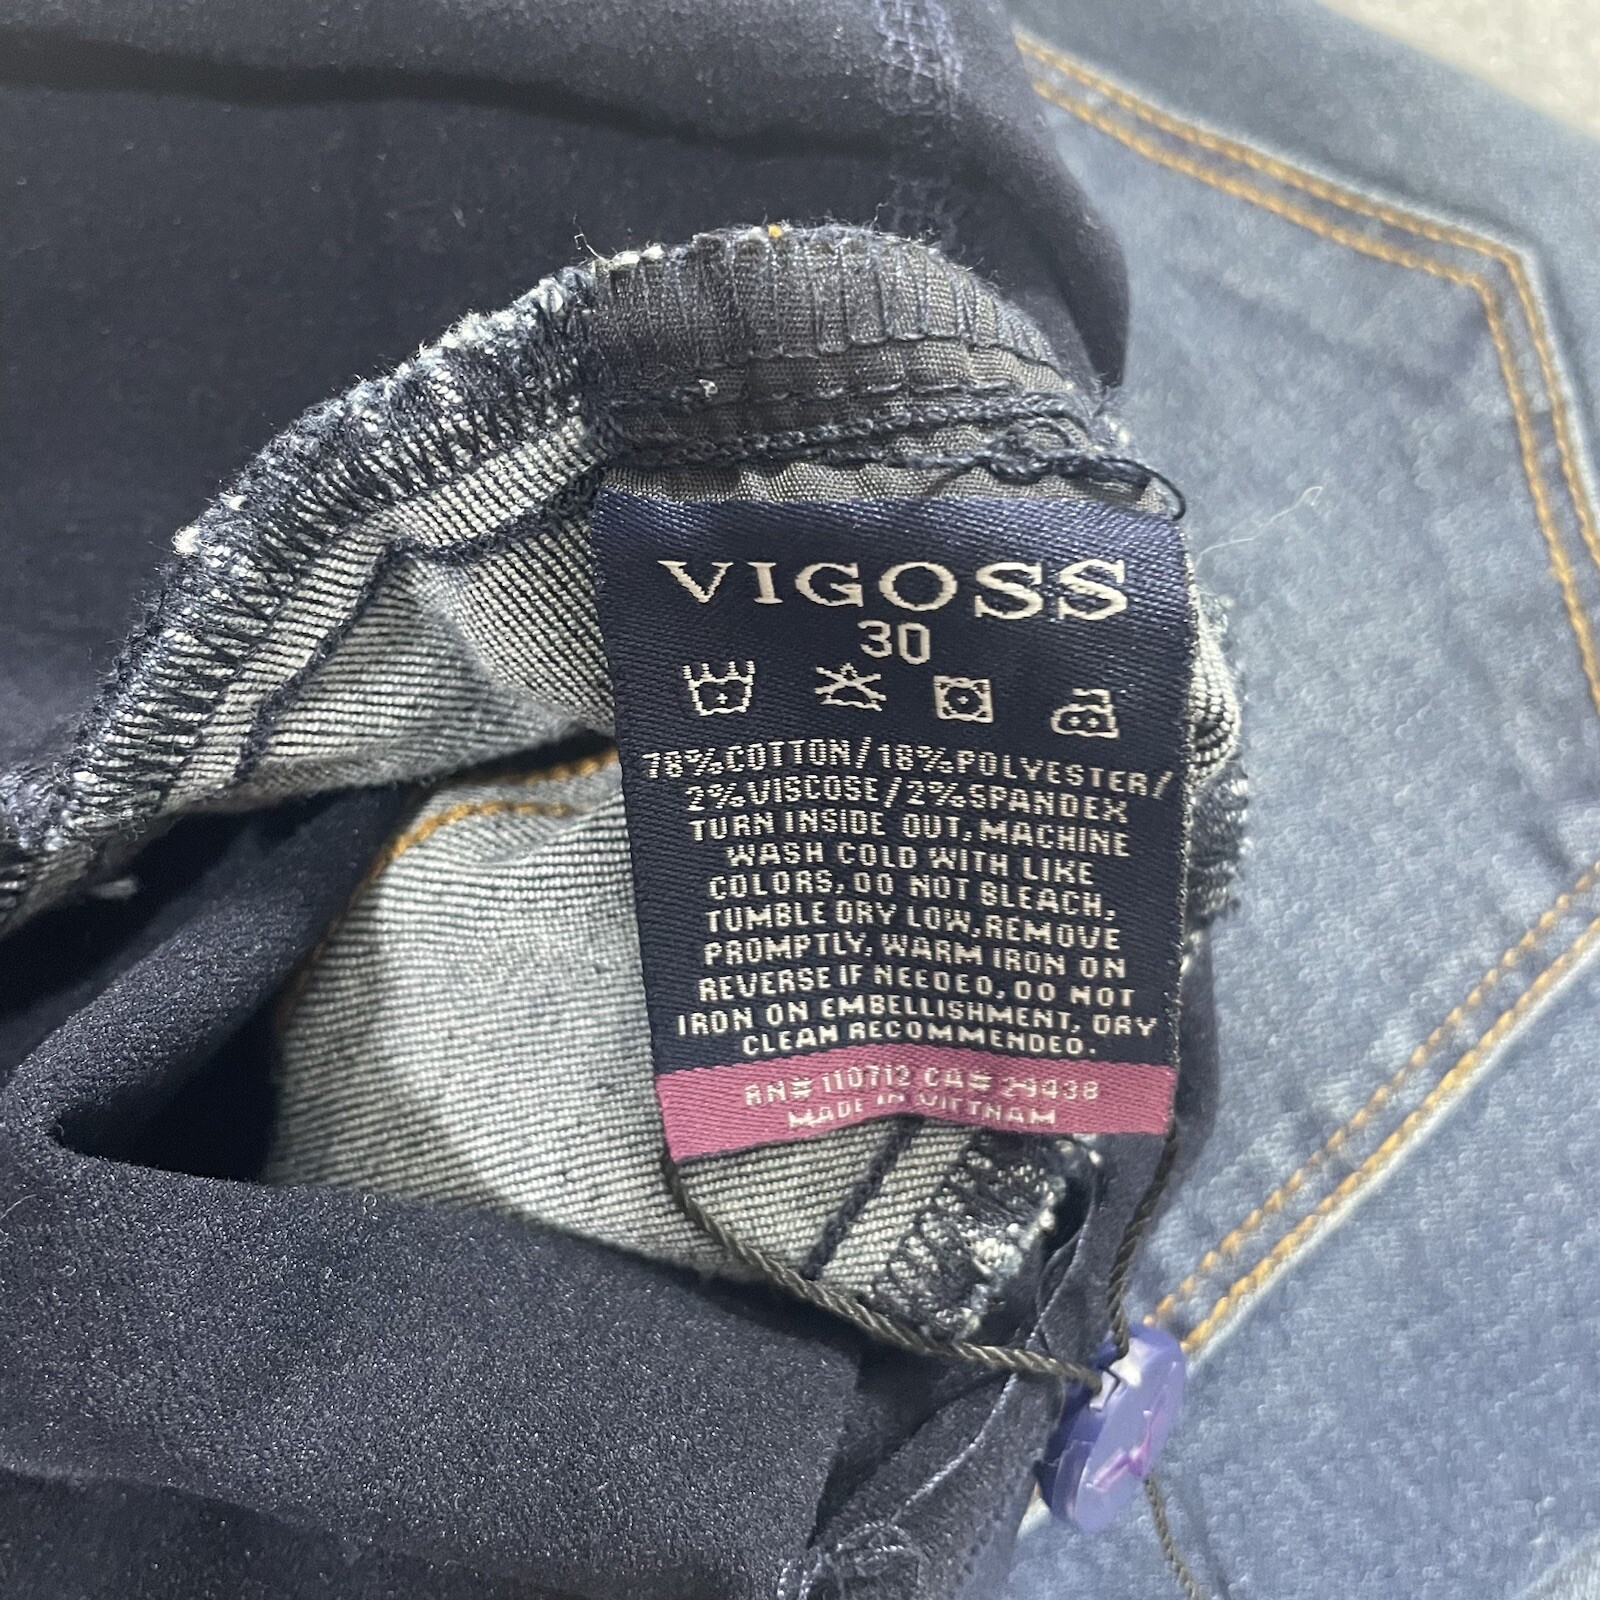 VIGOSS
30
78%COTTON/18%POLYESTER/
2%VISCOSE/2%SPANDEX
TURN INSIDE OUT, MACHINE
WASH COLD WITH LIKE
COLORS, DO NOT BLEACH,
TUMBLE DRY LOW, REMOVE
PROMPTLY, WARM IRON ON
REVERSE IF NEEDED, DO NOT
IRON ON EMBELLISHMENT, DRY
CLEAN RECOMMENDED.
RN# 110712 CA# 29438
MADE IN VIETNAM